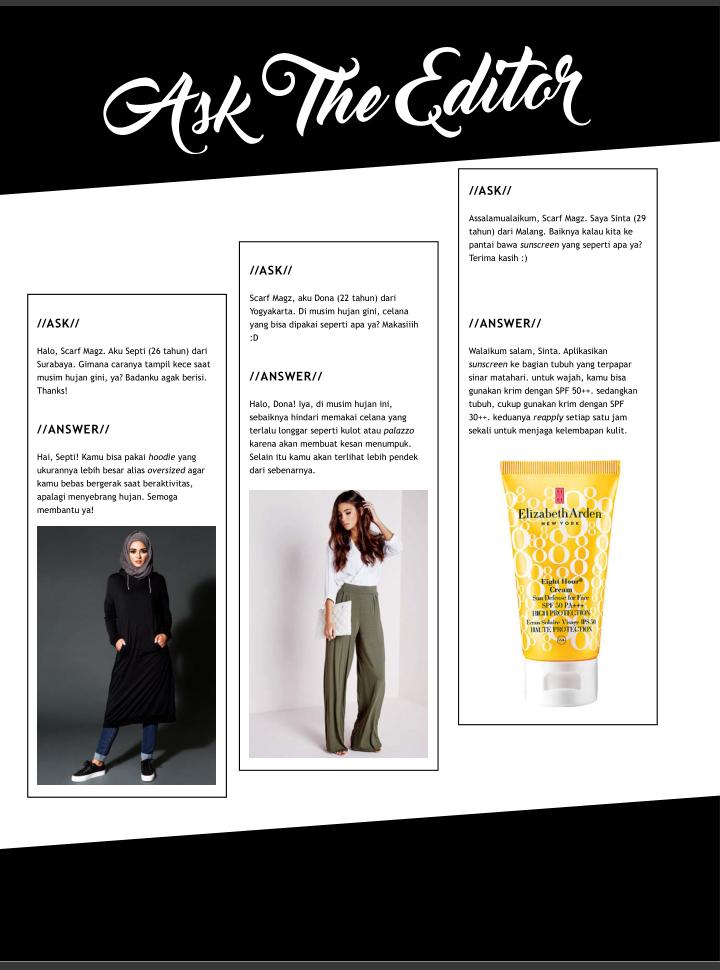 Ask The Editor
//ASK//
Halo, Scarf Magz. Aku Septi (26 tahun) dari
Surabaya. Gimana caranya tampil kece saat
musim hujan gini, ya? Badanku agak berisi.
Thanks!
//ANSWER//
Hai, Septi! Kamu bisa pakai hoodie yang
ukurannya lebih besar alias oversized agar
kamu bebas bergerak saat beraktivitas,
apalagi menyebrang hujan. Semoga
membantu ya!
//ASK//
Scarf Magz, aku Dona (22 tahun) dari
Yogyakarta. Di musim hujan gini, celana
yang bisa dipakai seperti apa ya? Makasiiih
:D
//ANSWER//
Halo, Dona! Iya, di musim hujan ini,
sebaiknya hindari memakai celana yang
terlalu longgar seperti kulot atau palazzo
karena akan membuat kesan menumpuk.
Selain itu kamu akan terlihat lebih pendek
dari sebenarnya.
//ASK//
Assalamualaikum, Scarf Magz. Saya Sinta (29
tahun) dari Malang. Baiknya kalau kita ke
pantai bawa sunscreen yang seperti apa ya?
Terima kasih :)
//ANSWER//
Walaikum salam, Sinta. Aplikasikan
sunscreen ke bagian tubuh yang terpapar
sinar matahari. untuk wajah, kamu bisa
gunakan krim dengan SPF 50++. sedangkan
tubuh, cukup gunakan krim dengan SPF
30++. keduanya reapply setiap satu jam
sekali untuk menjaga kelembapan kulit.
Elizabeth Arden
NEW YORK
Eight Hour®
Cream
Sun Defense for Face
SPF 50 PA+++
HIGH PROTECTION
Ecran Solaire Visage IPS 50
HAUTE PROTECTION